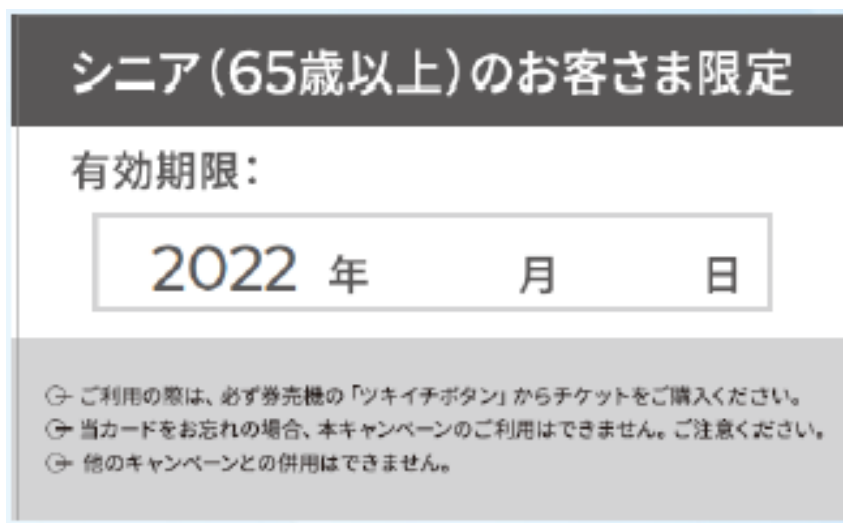 シニア(65歳以上)のお客さま限定
有効期限:
2022 年 月 日
ご利用の際は、必ず券売機の「ツキイチボタン」からチケットをご購入ください。
当カードをお忘れの場合、本キャンペーンのご利用はできません。ご注意ください。
他のキャンペーンとの併用はできません。